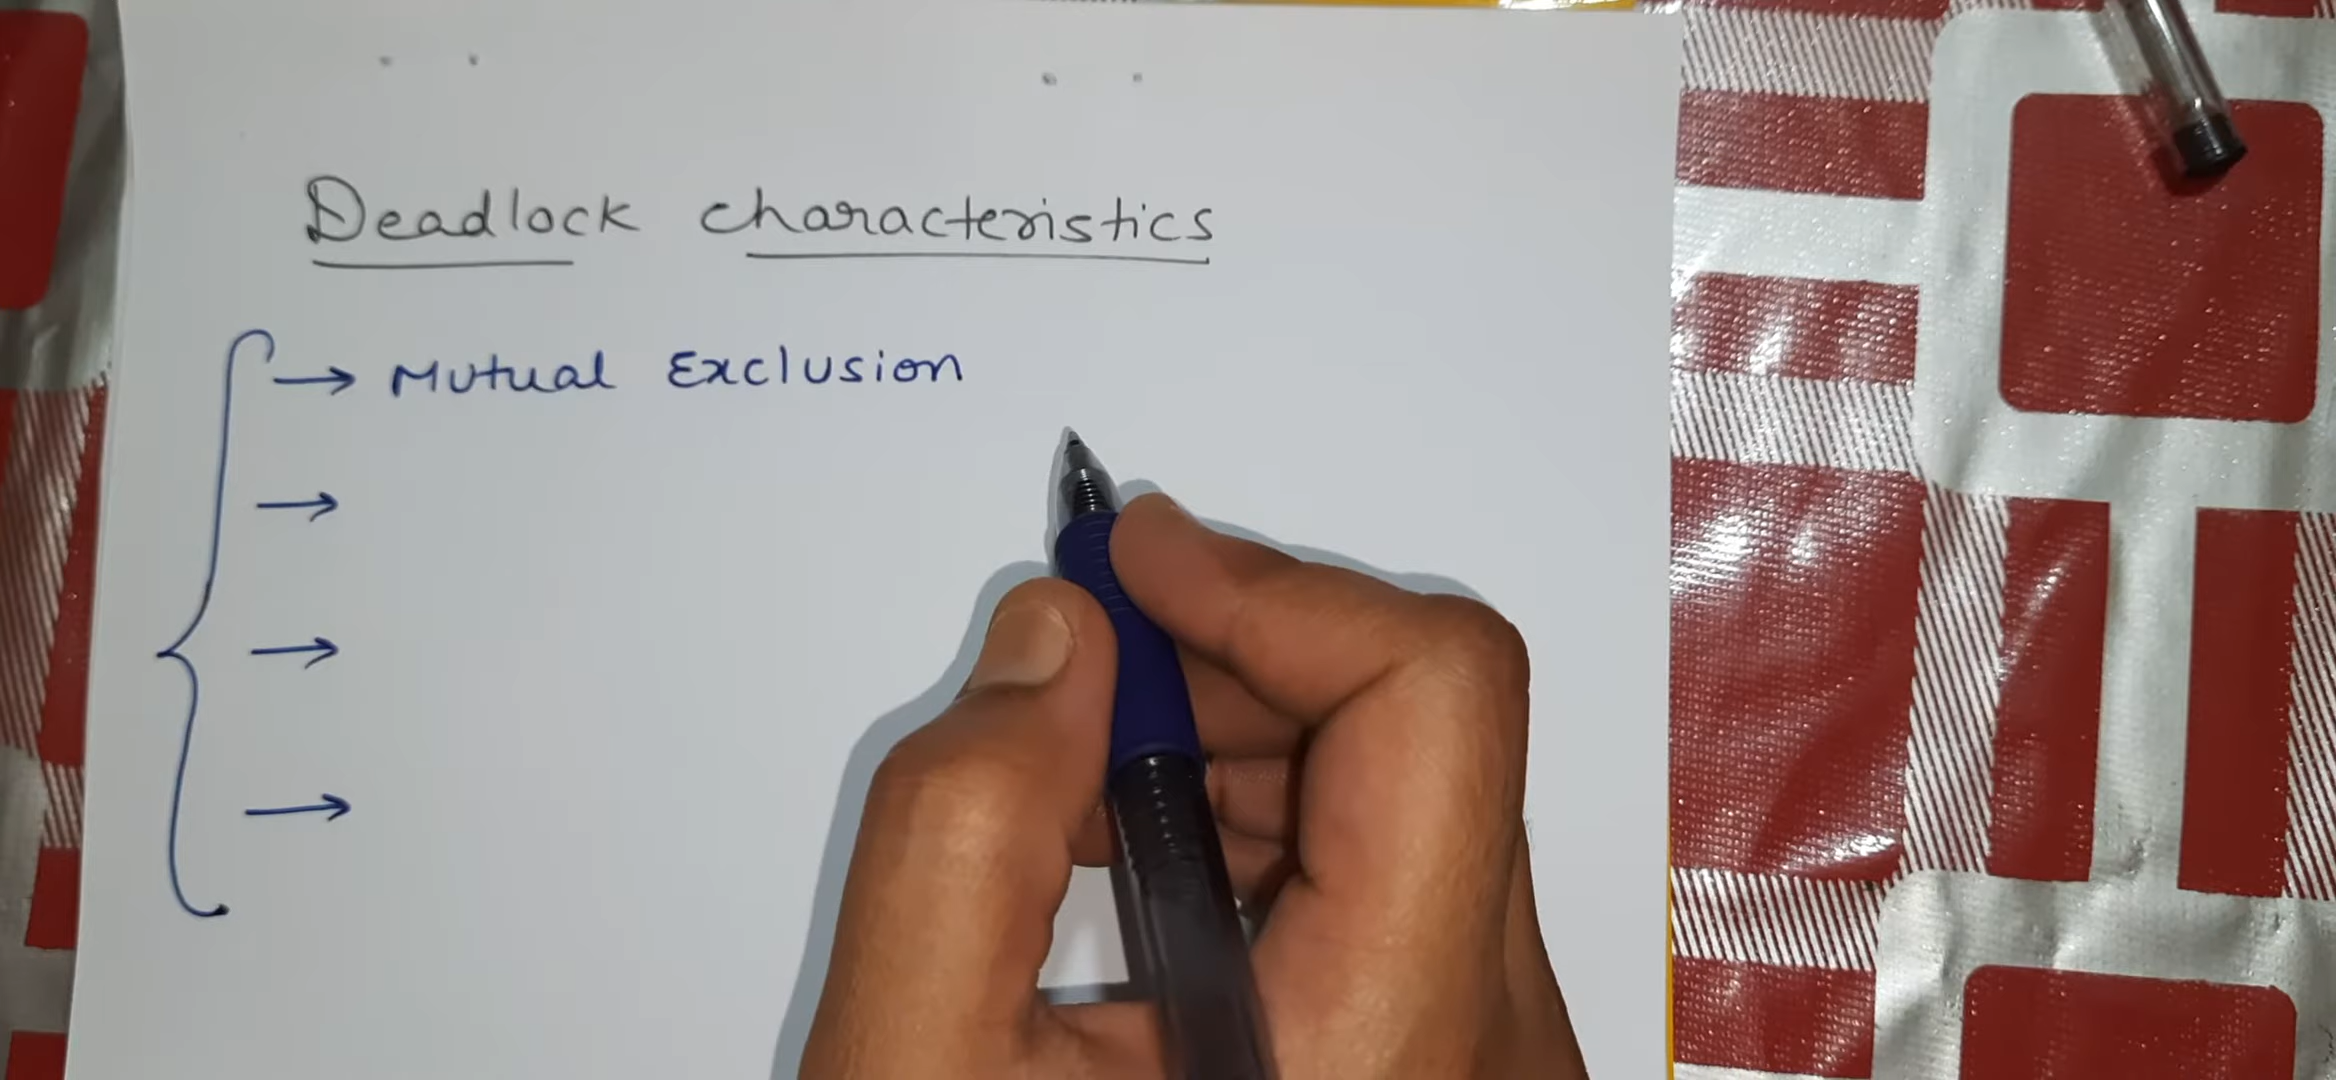 Deadlock characteristics
→ Mutual Exclusion
→
→
→